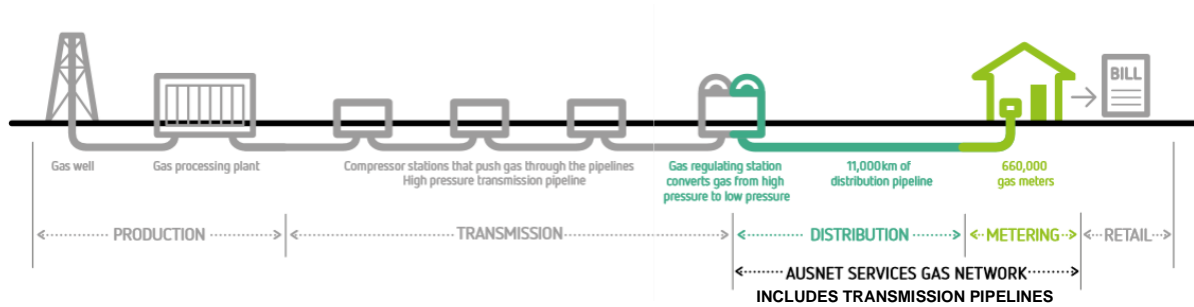 BILL
Gas well
Gas processing plant
Compressor stations that push gas through the pipelines
High pressure transmission pipeline
Gas regulating station
converts gas from high
pressure to low pressure
11,000km of
distribution pipeline
660,000
gas meters
PRODUCTION
TRANSMISSION
DISTRIBUTION
METERING
RETAIL
AUSNET SERVICES GAS NETWORK
INCLUDES TRANSMISSION PIPELINES